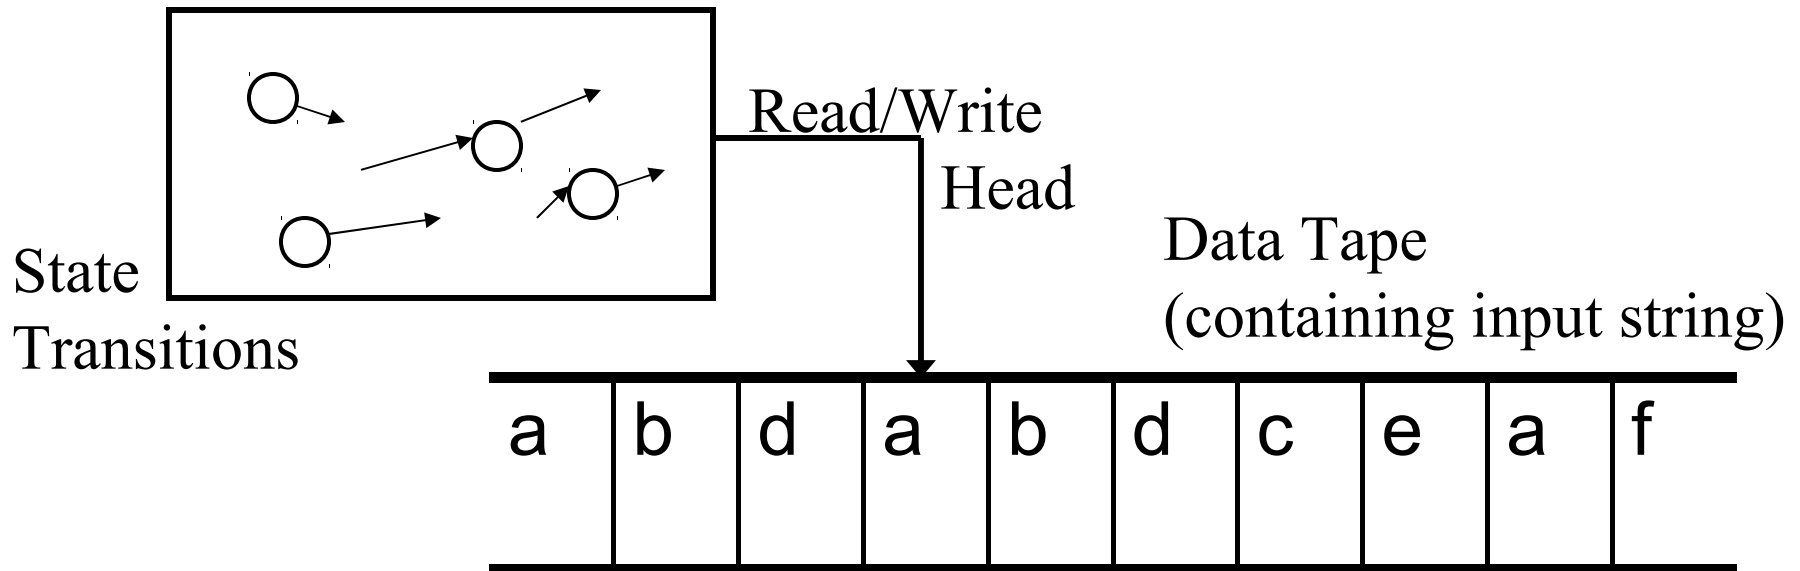 Read/Write
Head
State
Transitions
Data Tape
(containing input string)
a b d a b d c e a f